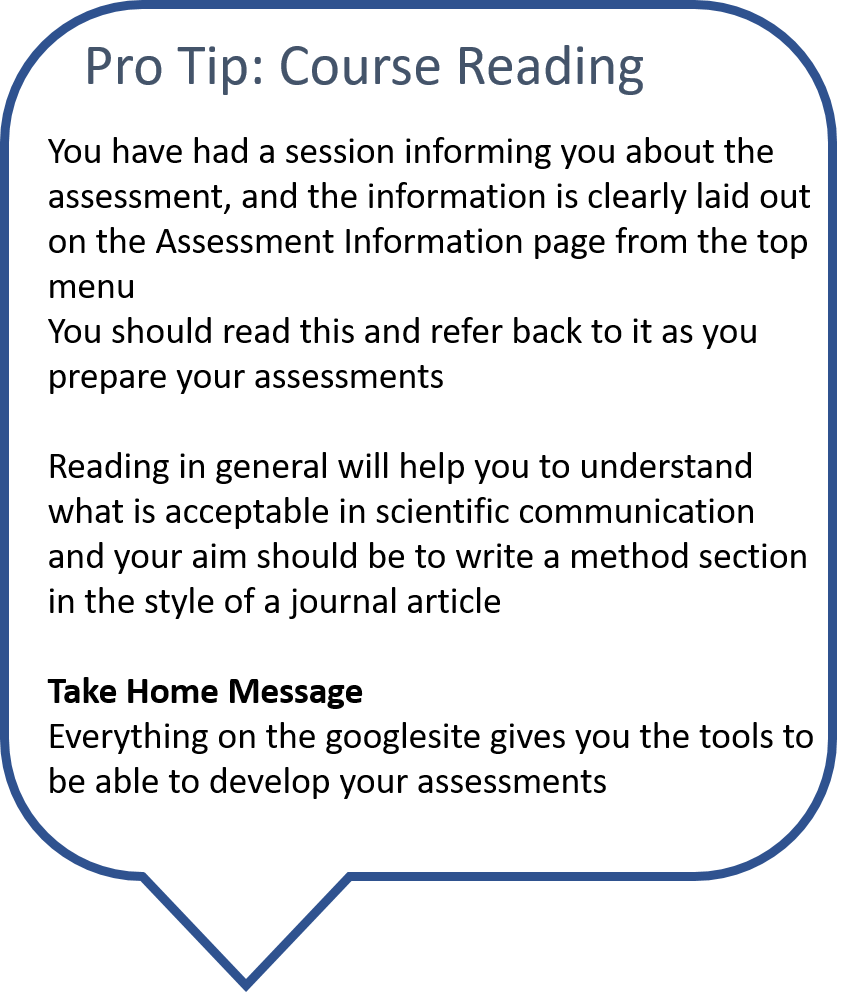 Pro Tip: Course Reading
You have had a session informing you about the
assessment, and the information is clearly laid out
on the Assessment Information page from the top
menu
You should read this and refer back to it as you
prepare your assessments
Reading in general will help you to understand
what is acceptable in scientific communication
and your aim should be to write a method section
in the style of a journal article
Take Home Message
Everything on the googlesite gives you the tools to
be able to develop your assessments